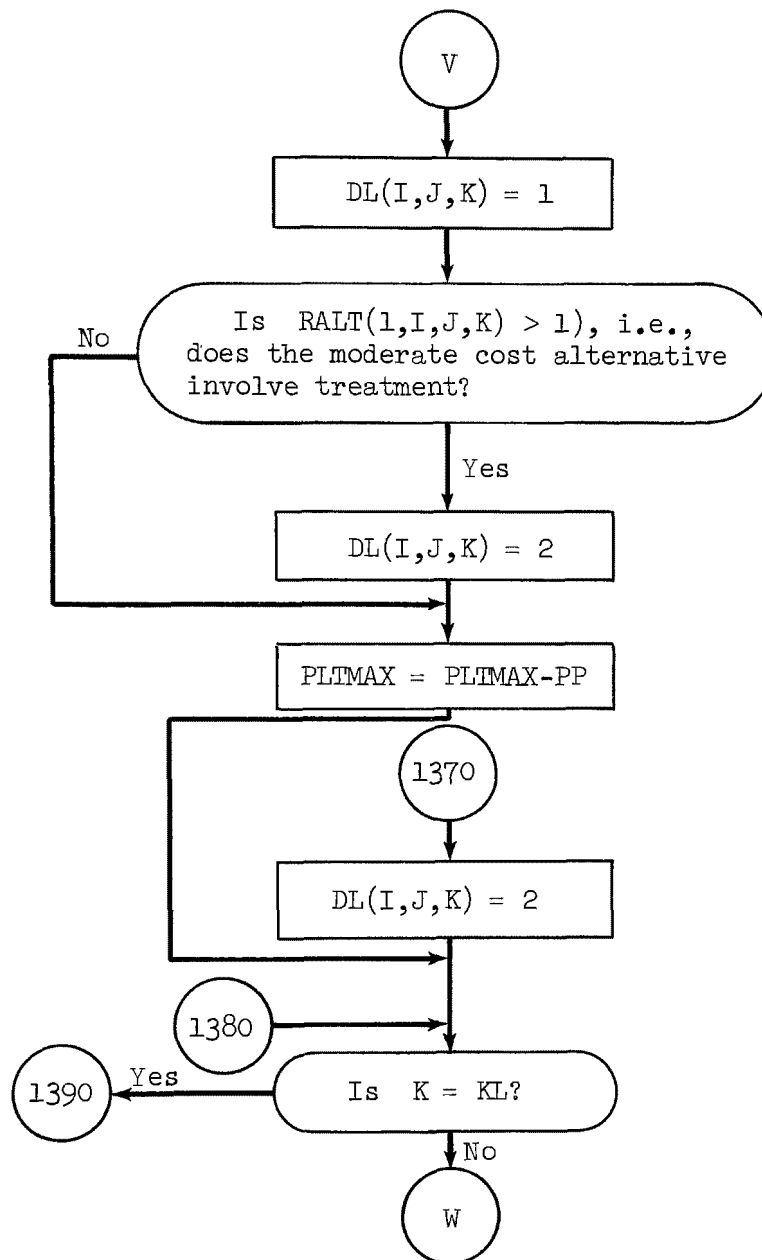 V
DL(I,J,K) = 1
Is RALT(1,I,J,K) > 1), i.e.,
does the moderate cost alternative
involve treatment?
No
Yes
DL(I,J,K) = 2
PLTMAX = PLTMAX-PP
1370
DL(I,J,K) = 2
1380
Is K = KL?
Yes
1390
No
W